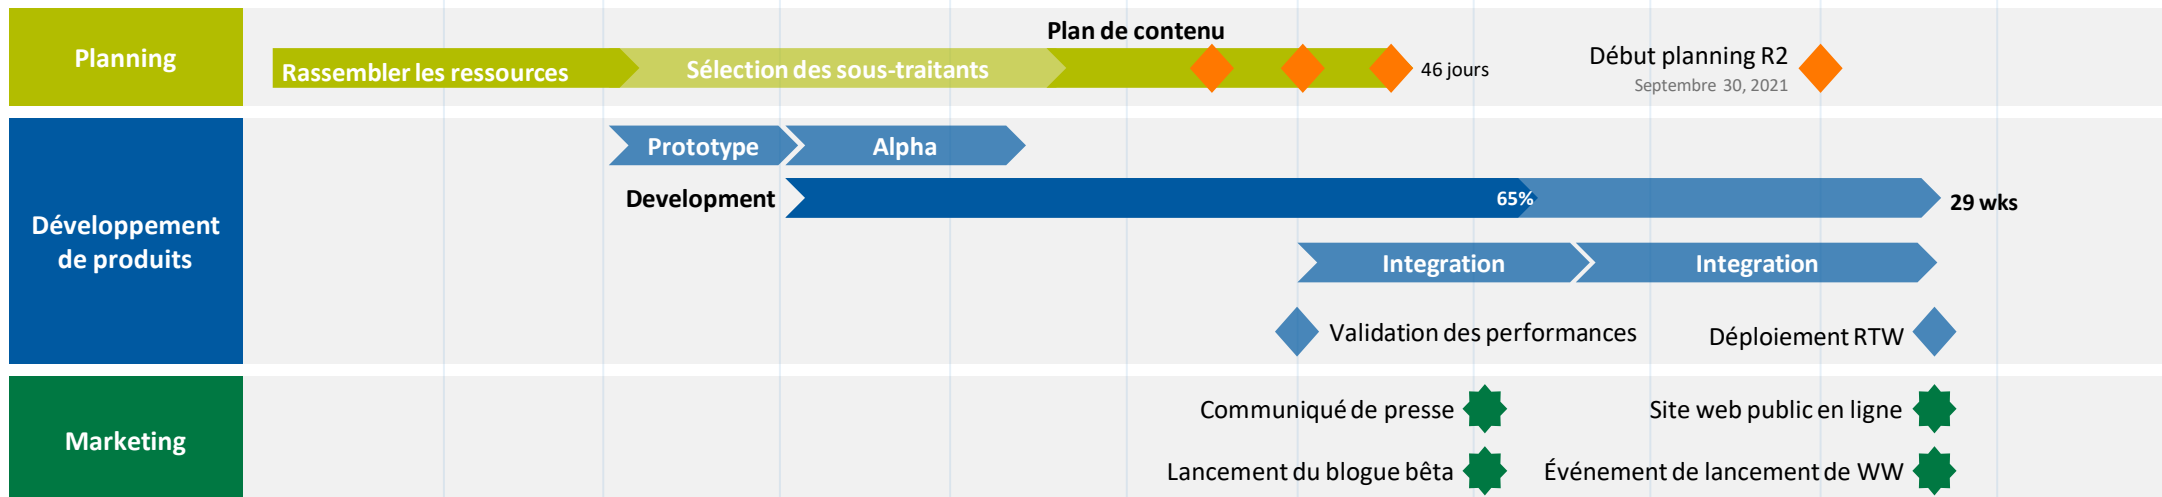 Planning
Rassembler les ressources
Sélection des sous-traitants
Plan de contenu
46 jours
Début planning R2
Septembre 30, 2021
Développement
de produits
Prototype
Alpha
Development
65%
29 wks
Integration
Integration
Validation des performances
Déploiement RTW
Marketing
Communiqué de presse
Site web public en ligne
Lancement du blogue bêta
Événement de lancement de WW